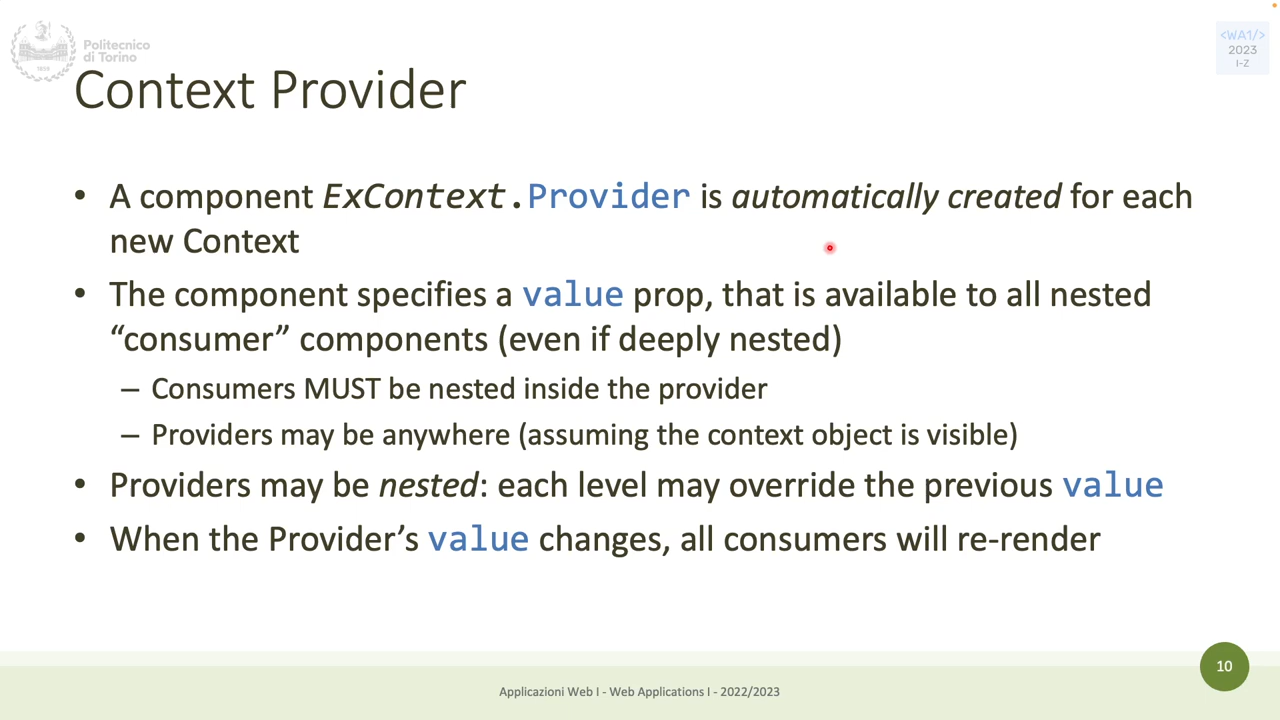 Politecnico
di Torino
1859
<WA1/>
2023
I-Z
Context Provider
• A component ExContext.Provider is automatically created for each
new Context
• The component specifies a value prop, that is available to all nested
“consumer” components (even if deeply nested)
– Consumers MUST be nested inside the provider
– Providers may be anywhere (assuming the context object is visible)
• Providers may be nested: each level may override the previous value
• When the Provider’s value changes, all consumers will re-render
10
Applicazioni Web I - Web Applications I - 2022/2023